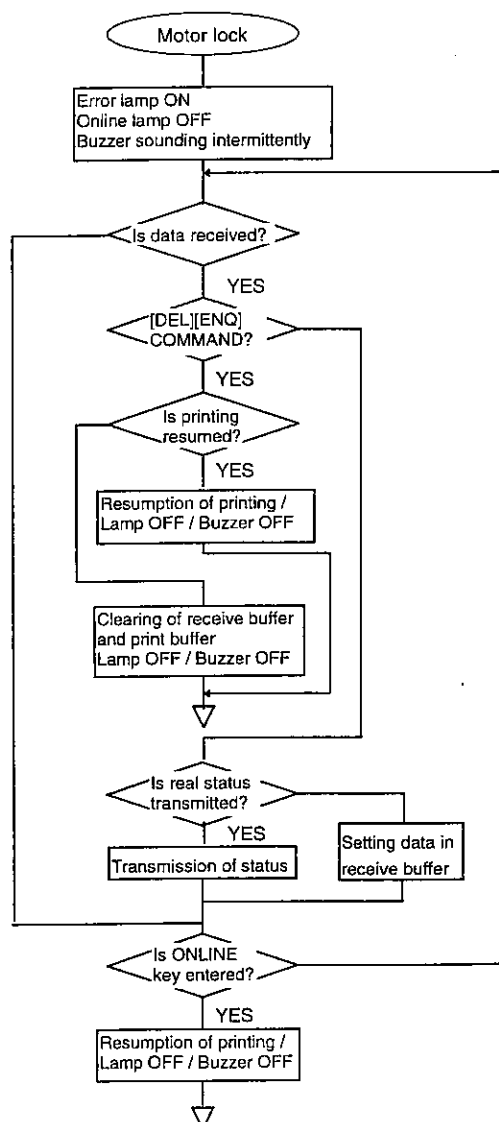 Motor lock
Error lamp ON
Online lamp OFF
Buzzer sounding intermittently
Is data received?
YES
[DEL][ENQ]
COMMAND?
YES
Is printing
resumed?
YES
Resumption of printing /
Lamp OFF / Buzzer OFF
Clearing of receive buffer
and print buffer
Lamp OFF / Buzzer OFF
Is real status
transmitted?
YES
Setting data in
receive buffer
Transmission of status
Is ONLINE
key entered?
YES
Resumption of printing /
Lamp OFF / Buzzer OFF